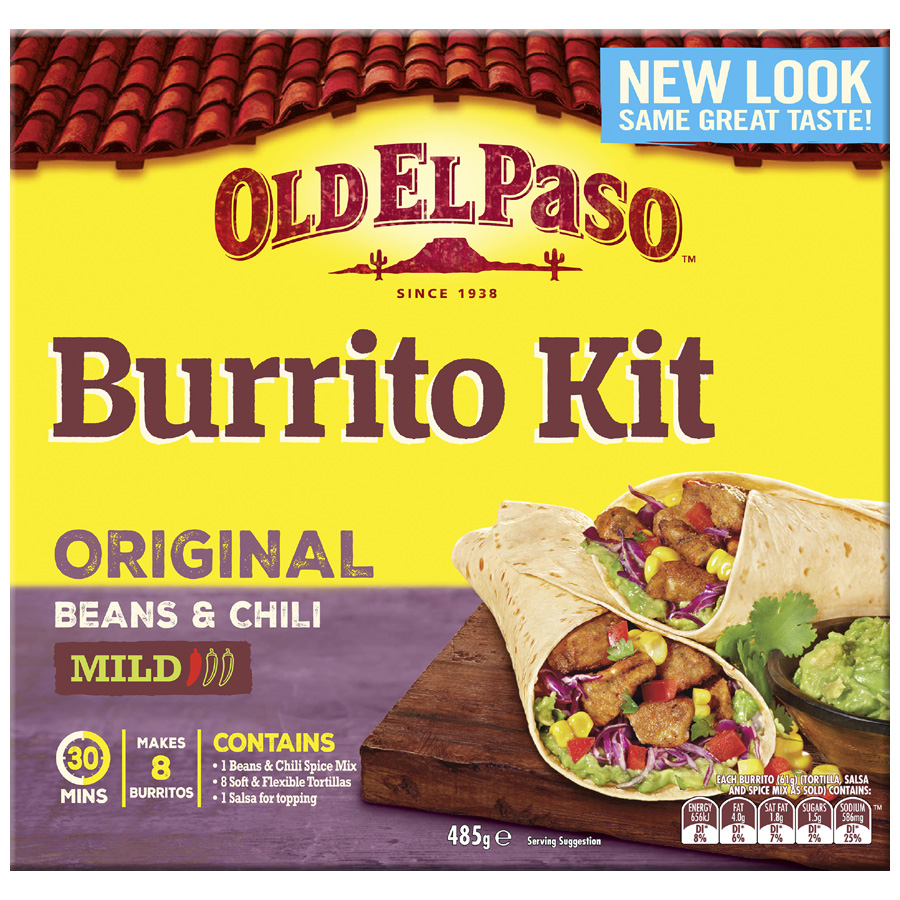 NEW LOOK
SAME GREAT TASTE!
OLD EL PASO™
SINCE 1938
Burrito Kit
ORIGINAL
BEANS & CHILI
MILD
30
MINS
MAKES
8
BURRITOS
CONTAINS
• 1 Beans & Chili Spice Mix
• 8 Soft & Flexible Tortillas
• 1 Salsa for topping
485g e
Serving Suggestion
EACH BURRITO (61g) (TORTILLA, SALSA
AND SPICE MIX AS SOLD) CONTAINS:
ENERGY
656kJ
DI*
8%
FAT
4.0g
DI*
6%
SAT FAT
1.8g
DI*
7%
SUGARS
1.5g
DI*
2%
SODIUM
586mg
DI*
25%
™